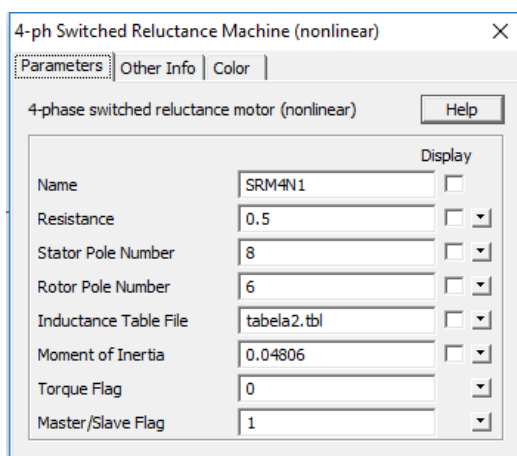 4-ph Switched Reluctance Machine (nonlinear)
Parameters Other Info Color
4-phase switched reluctance motor (nonlinear) Help
Display
Name SRM4N1
Resistance 0.5
Stator Pole Number 8
Rotor Pole Number 6
Inductance Table File tabela2.tbl
Moment of Inertia 0.04806
Torque Flag 0
Master/Slave Flag 1